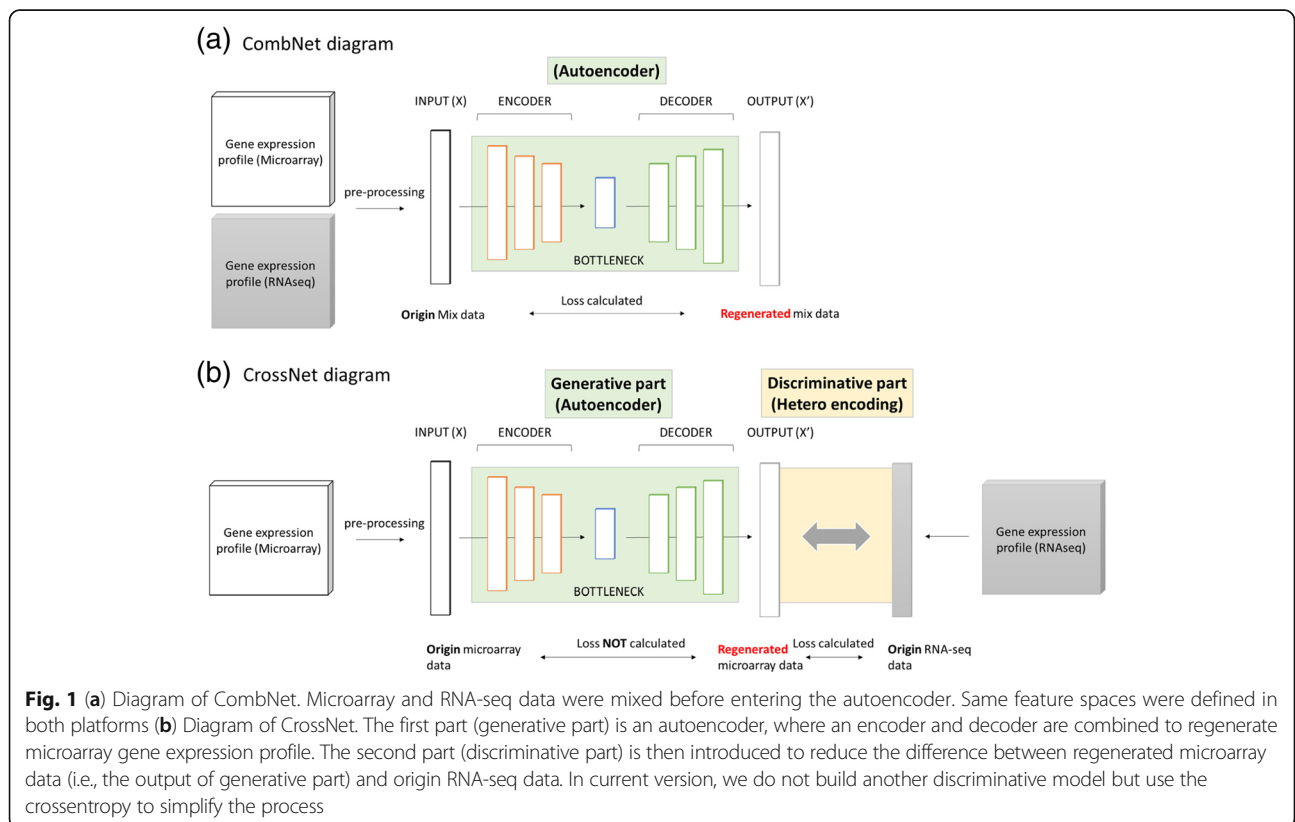 (a) CombNet diagram
(Autoencoder)
INPUT (X)
ENCODER
DECODER
OUTPUT (X')
Gene expression
profile (Microarray)
pre-processing
Gene expression
profile (RNAseq)
BOTTLENECK
Origin Mix data
Loss calculated
Regenerated mix data
(b) CrossNet diagram
Generative part
(Autoencoder)
Discriminative part
(Hetero encoding)
INPUT (X)
ENCODER
DECODER
OUTPUT (X')
Gene expression
profile (Microarray)
pre-processing
BOTTLENECK
Gene expression
profile (RNAseq)
Origin microarray
data
Loss NOT calculated
Regenerated
microarray data
Loss calculated
Origin RNA-seq
data
Fig. 1 (a) Diagram of CombNet. Microarray and RNA-seq data were mixed before entering the autoencoder. Same feature spaces were defined in
both platforms (b) Diagram of CrossNet. The first part (generative part) is an autoencoder, where an encoder and decoder are combined to regenerate
microarray gene expression profile. The second part (discriminative part) is then introduced to reduce the difference between regenerated microarray
data (i.e., the output of generative part) and origin RNA-seq data. In current version, we do not build another discriminative model but use the
crossentropy to simplify the process